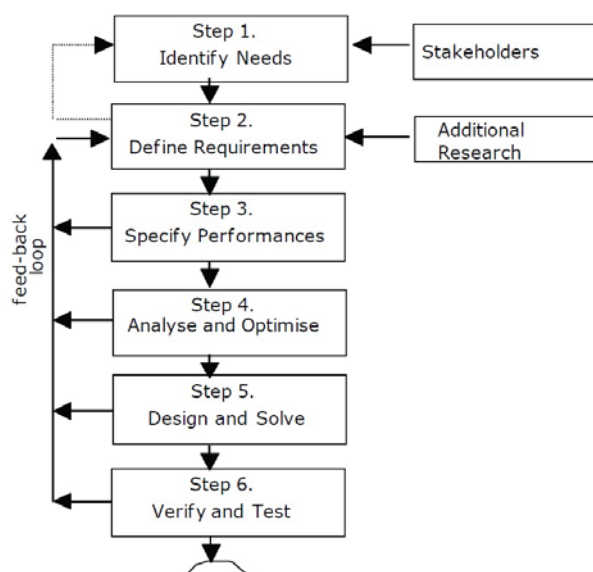 Step 1.
Identify Needs
Stakeholders
Step 2.
Define Requirements
Additional
Research
Step 3.
Specify Performances
feed-back
loop
Step 4.
Analyse and Optimise
Step 5.
Design and Solve
Step 6.
Verify and Test